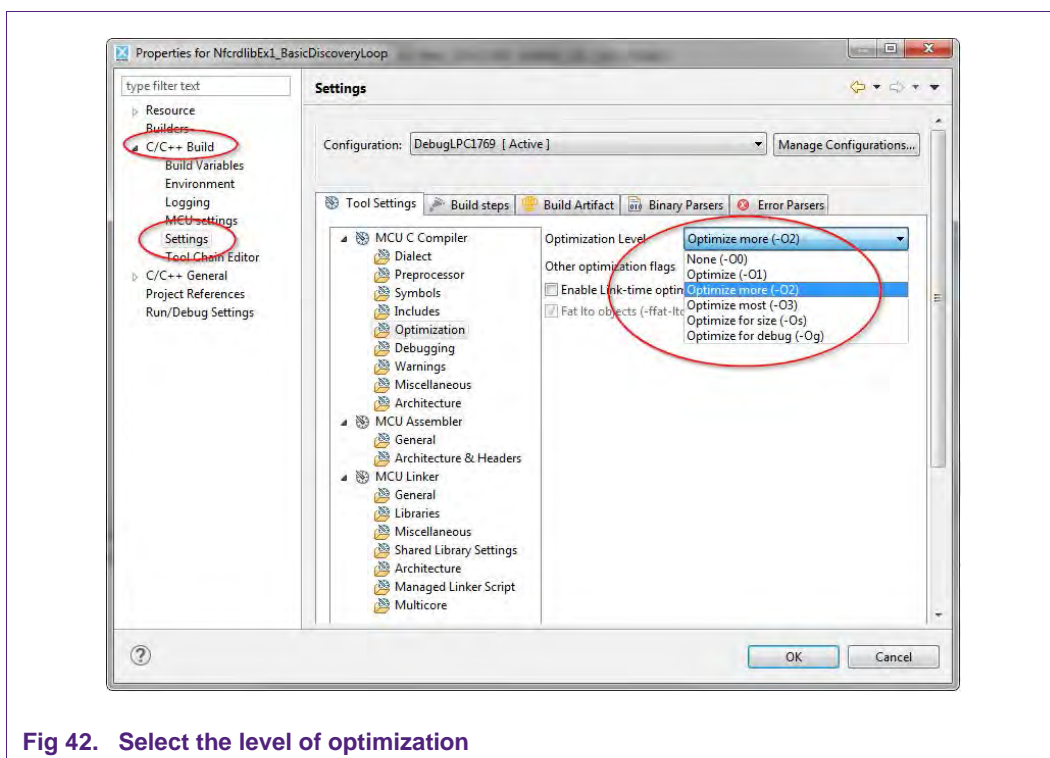 Properties for NfcrdlibEx1_BasicDiscoveryLoop
type filter text
Settings
Resource
Builders
C/C++ Build
Build Variables
Environment
Logging
MCU settings
Settings
Tool Chain Editor
C/C++ General
Project References
Run/Debug Settings
Configuration: DebugLPC1769 [ Active ]
Manage Configurations...
Tool Settings Build steps Build Artifact Binary Parsers Error Parsers
MCU C Compiler
Dialect
Preprocessor
Symbols
Includes
Optimization
Debugging
Warnings
Miscellaneous
Architecture
MCU Assembler
General
Architecture & Headers
MCU Linker
General
Libraries
Miscellaneous
Shared Library Settings
Architecture
Managed Linker Script
Multicore
Optimization Level Optimize more (-O2)
Other optimization flags
Enable Link-time optim
Fat lto objects (-ffat-lto
None (-O0)
Optimize (-O1)
Optimize more (-O2)
Optimize most (-O3)
Optimize for size (-Os)
Optimize for debug (-Og)
OK Cancel
Fig 42. Select the level of optimization